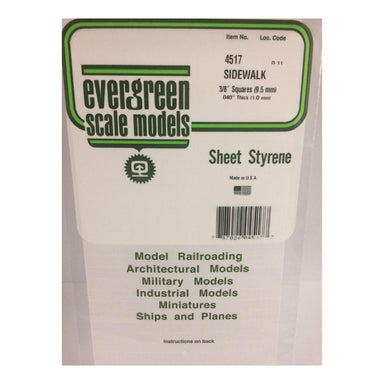 Item No. Loc. Code
4517
SIDEWALK
3/8" Squares (9.5 mm)
.040" Thick (1.0 mm)
evergreen
scale models
Sheet Styrene
Made in U.S.A
Model Railroading
Architectural Models
Military Models
Industrial Models
Miniatures
Ships and Planes
Instructions on back